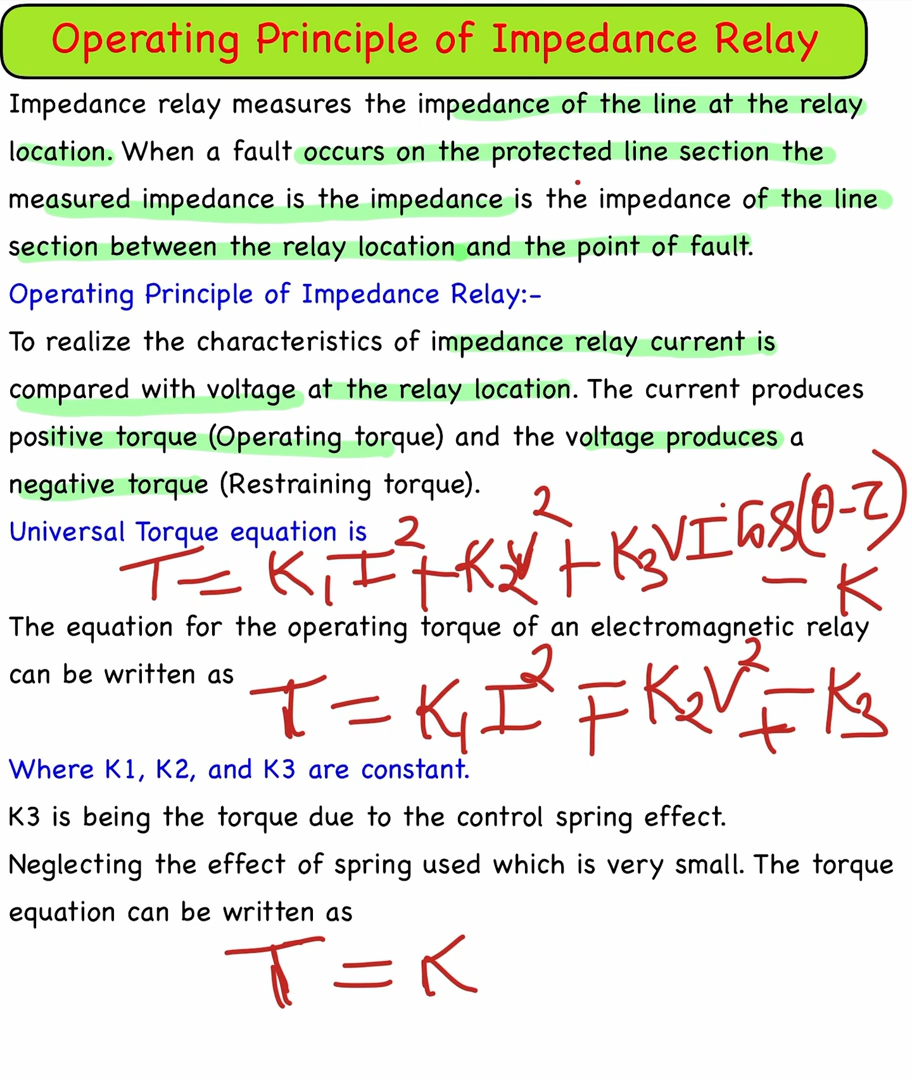 Operating Principle of Impedance Relay
Impedance relay measures the impedance of the line at the relay
location. When a fault occurs on the protected line section the
measured impedance is the impedance is the impedance of the line
section between the relay location and the point of fault.
Operating Principle of Impedance Relay:-
To realize the characteristics of impedance relay current is
compared with voltage at the relay location. The current produces
positive torque (Operating torque) and the voltage produces a
negative torque (Restraining torque).
Universal Torque equation is
T = K₁I² + K₂V² + K₃VI Cos(θ-τ) - K
The equation for the operating torque of an electromagnetic relay
can be written as
T = K₁I² ∓ K₂V² ∓ K₃
Where K1, K2, and K3 are constant.
K3 is being the torque due to the control spring effect.
Neglecting the effect of spring used which is very small. The torque
equation can be written as
T = K